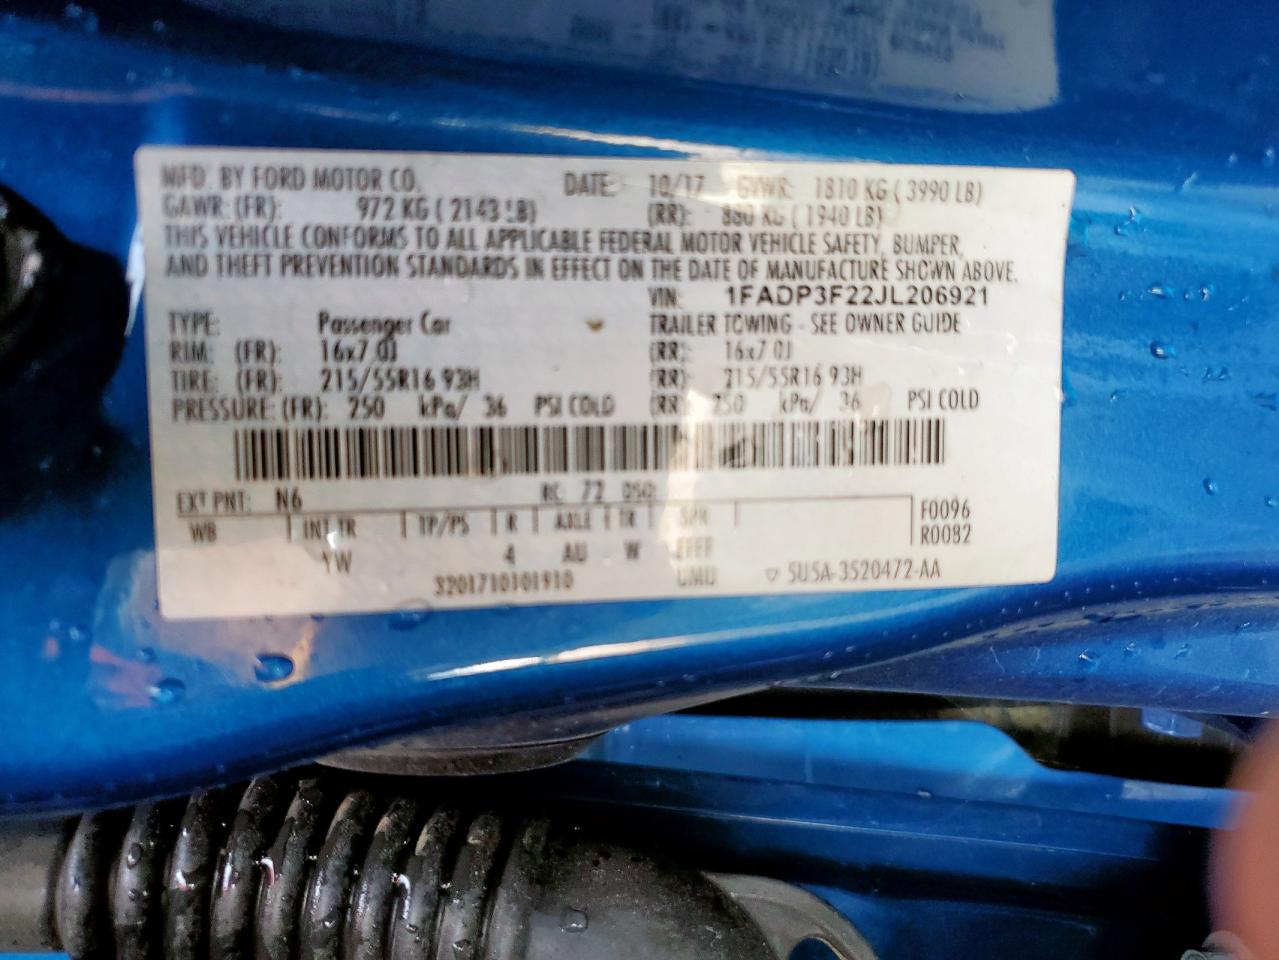 MFD. BY FORD MOTOR CO. DATE: 10/17 GVWR: 1810 KG ( 3990 LB)
GAWR: (FR): 972 KG ( 2143 LB) (RR): 880 KG ( 1940 LB)
THIS VEHICLE CONFORMS TO ALL APPLICABLE FEDERAL MOTOR VEHICLE SAFETY, BUMPER,
AND THEFT PREVENTION STANDARDS IN EFFECT ON THE DATE OF MANUFACTURE SHOWN ABOVE.
VIN: 1FADP3F22JL206921
TYPE: Passenger Car TRAILER TOWING - SEE OWNER GUIDE
RIM: (FR): 16x7.0J (RR): 16x7.0J
TIRE: (FR): 215/55R16 93H (RR): 215/55R16 93H
PRESSURE: (FR): 250 kPa/ 36 PSI COLD (RR): 250 kPa/ 36 PSI COLD
EXT PNT: N6 RC: 72 DSO:
WB INT TR TP/PS R AXLE TR SPR F0096
R0082
YW 4 AU W
3201710101910 ▽ 5U5A-3520472-AA